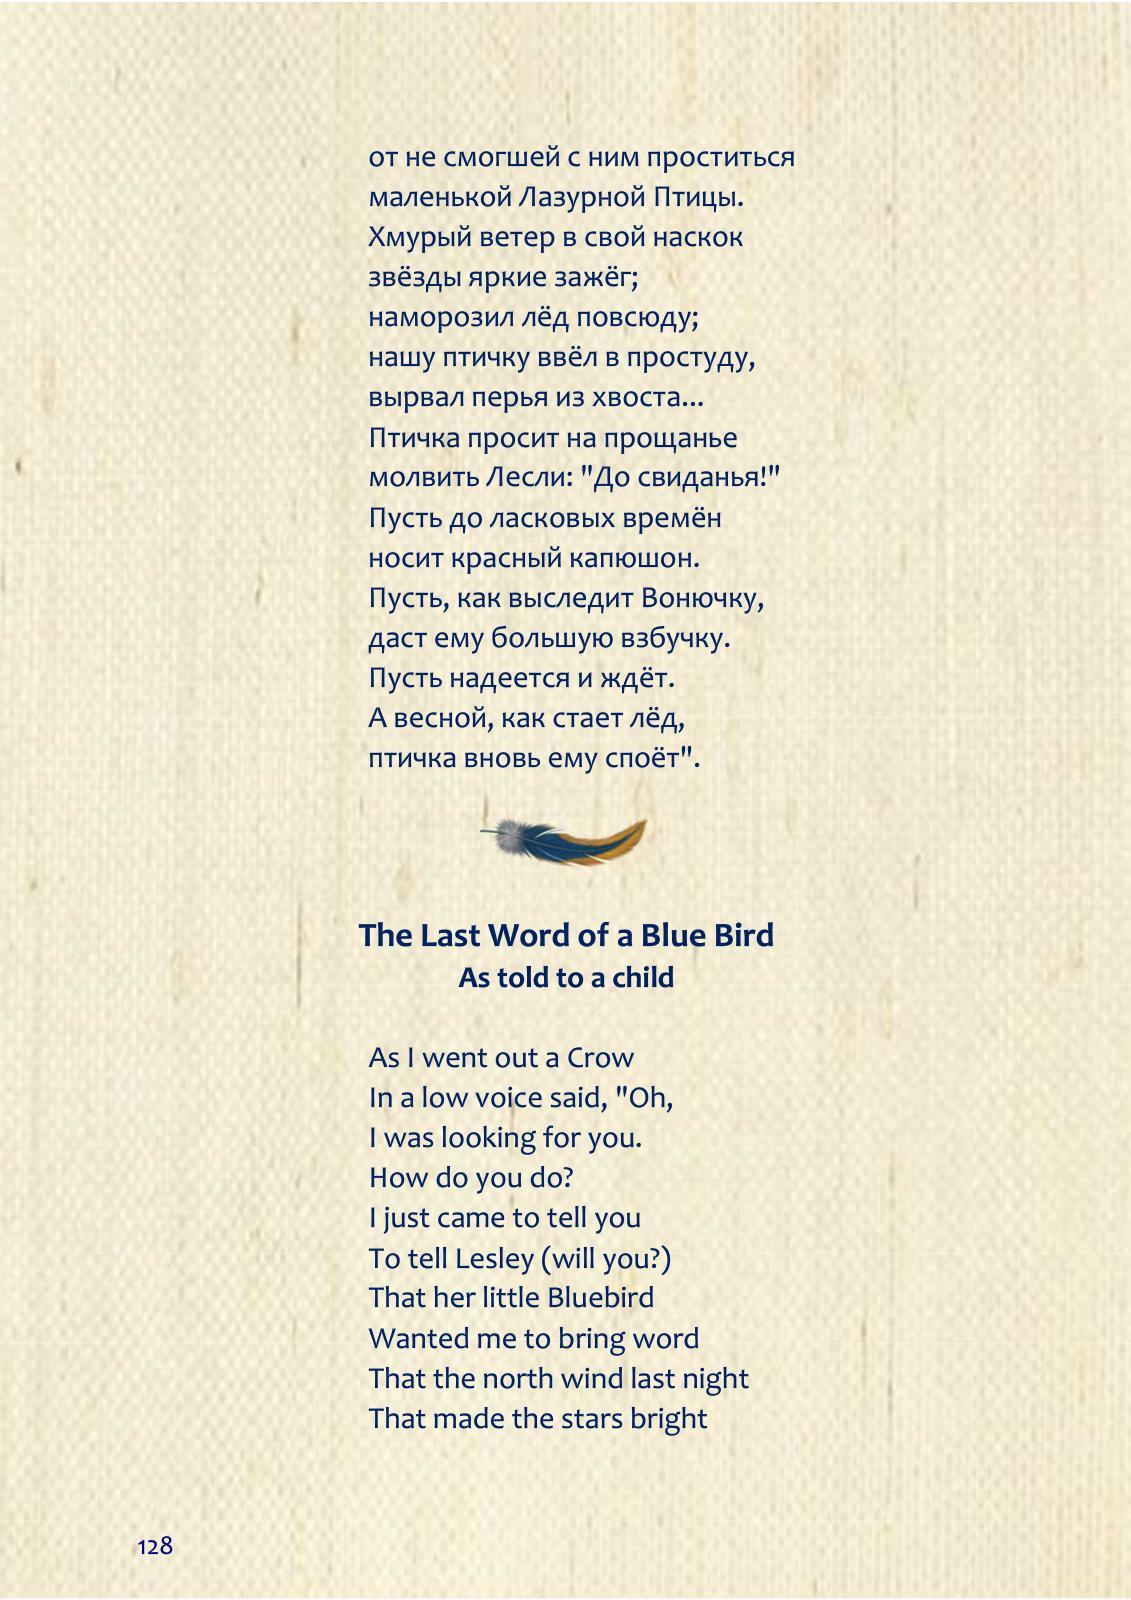 от не смогшей с ним проститься
маленькой Лазурной Птицы.
Хмурый ветер в свой наскок
звёзды яркие зажёг;
наморозил лёд повсюду;
нашу птичку ввёл в простуду,
вырвал перья из хвоста...
Птичка просит на прощанье
молвить Лесли: "До свиданья!"
Пусть до ласковых времён
носит красный капюшон.
Пусть, как выследит Вонючку,
даст ему большую взбучку.
Пусть надеется и ждёт.
А весной, как стает лёд,
птичка вновь ему споёт".
The Last Word of a Blue Bird
As told to a child
As I went out a Crow
In a low voice said, "Oh,
I was looking for you.
How do you do?
I just came to tell you
To tell Lesley (will you?)
That her little Bluebird
Wanted me to bring word
That the north wind last night
That made the stars bright
128